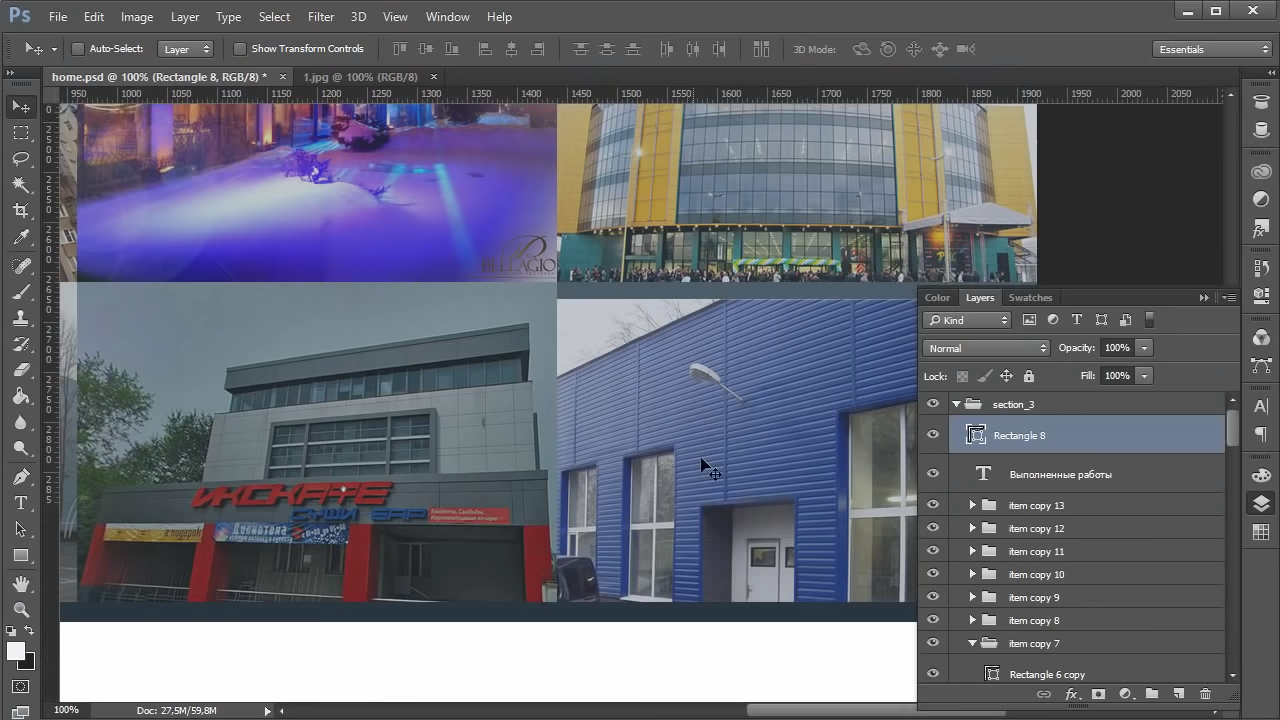 Ps File Edit Image Layer Type Select Filter 3D View Window Help
Auto-Select: Layer Show Transform Controls 3D Mode: Essentials
home.psd @ 100% (Rectangle 8, RGB/8) * × 1.jpg @ 100% (RGB/8) ×
950 1000 1050 1100 1150 1200 1250 1300 1350 1400 1450 1500 1550 1600 1650 1700 1750 1800 1850 1900 1950 2000 2050
BELLAGIO
Color Layers Swatches
Kind
Normal Opacity: 100%
Lock: Fill: 100%
section_3
Rectangle 8
Выполненные работы
item copy 13
item copy 12
item copy 11
item copy 10
item copy 9
item copy 8
item copy 7
Rectangle 6 copy
ИКСКАФЕ
СУШИ БАР
Дискотека
100% Doc: 27,5M/59,8M